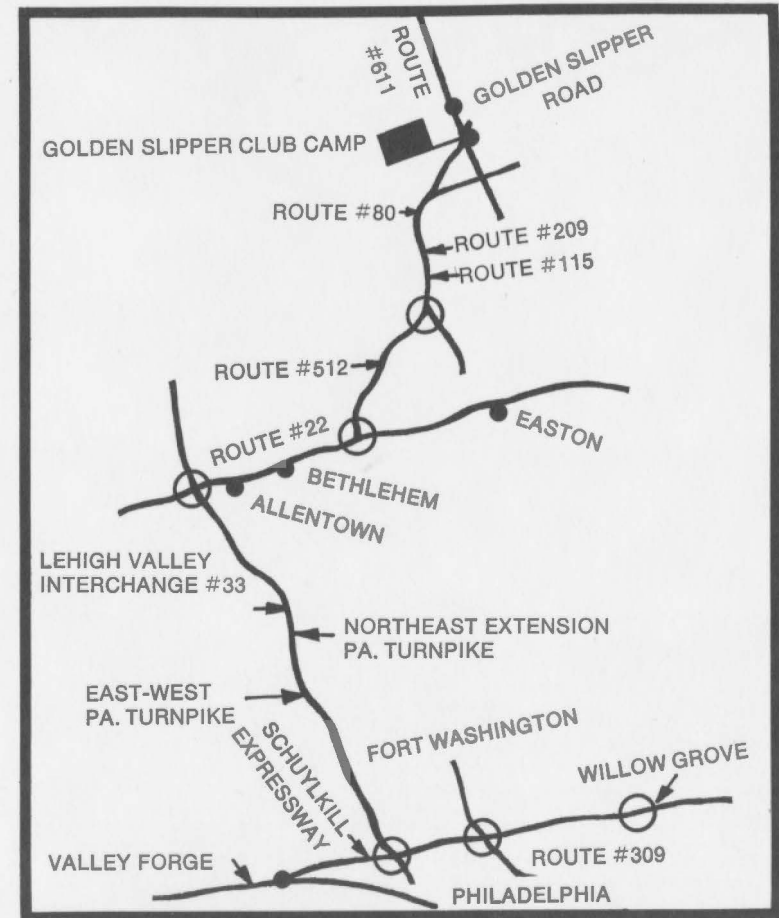 ROUTE
#611
GOLDEN SLIPPER
ROAD
GOLDEN SLIPPER CLUB CAMP
ROUTE #80
ROUTE #209
ROUTE #115
ROUTE #512
ROUTE #22
EASTON
BETHLEHEM
ALLENTOWN
LEHIGH VALLEY
INTERCHANGE #33
NORTHEAST EXTENSION
PA. TURNPIKE
EAST-WEST
PA. TURNPIKE
SCHUYLKILL
EXPRESSWAY
FORT WASHINGTON
WILLOW GROVE
VALLEY FORGE
ROUTE #309
PHILADELPHIA